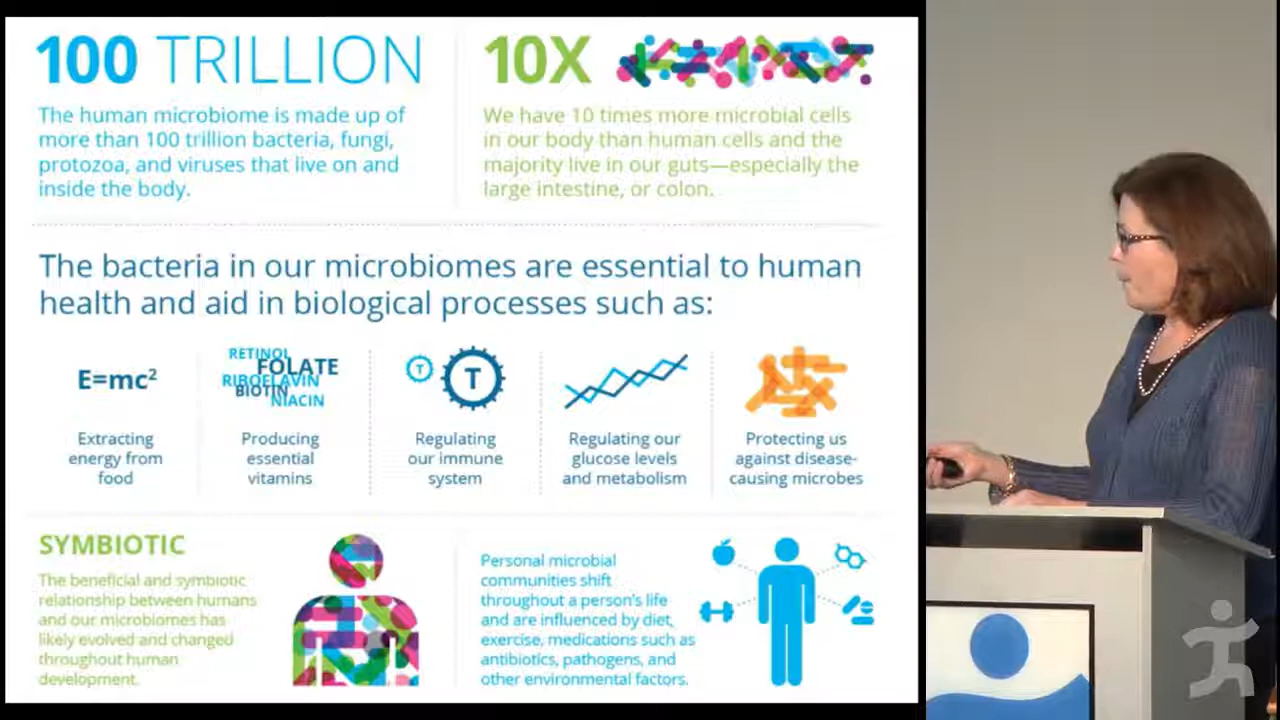 100 TRILLION
The human microbiome is made up of
more than 100 trillion bacteria, fungi,
protozoa, and viruses that live on and
inside the body.
10X
We have 10 times more microbial cells
in our body than human cells and the
majority live in our guts—especially the
large intestine, or colon.
The bacteria in our microbiomes are essential to human
health and aid in biological processes such as:
E=mc²
Extracting
energy from
food
RETINOL
FOLATE
RIBOFLAVIN
BIOTIN
NIACIN
Producing
essential
vitamins
T
T
Regulating
our immune
system
Regulating our
glucose levels
and metabolism
Protecting us
against disease-
causing microbes
SYMBIOTIC
The beneficial and symbiotic
relationship between humans
and our microbiomes has
likely evolved and changed
throughout human
development.
Personal microbial
communities shift
throughout a person's life
and are influenced by diet,
exercise, medications such as
antibiotics, pathogens, and
other environmental factors.